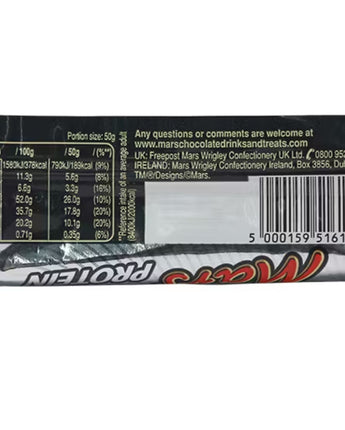 Portion size: 50g
/ 100g / 50g / (%**)
1580kJ/378kcal 790kJ/189kcal (9%)
11.3g 5.6g (8%)
6.6g 3.3g (16%)
52.0g 26.0g (10%)
35.7g 17.8g (20%)
20.2g 10.1g (20%)
0.71g 0.35g (6%)
*Reference intake of an average adult
(8400kJ/2000kcal)
Any questions or comments are welcome at
www.marschocolatedrinksandtreats.com
UK: Freepost Mars Wrigley Confectionery UK Ltd. 0800 952
IRELAND: Mars Wrigley Confectionery Ireland, Box 3856, Du
TM®/Designs/©Mars.
5 000159 5161
Mars
PROTEIN